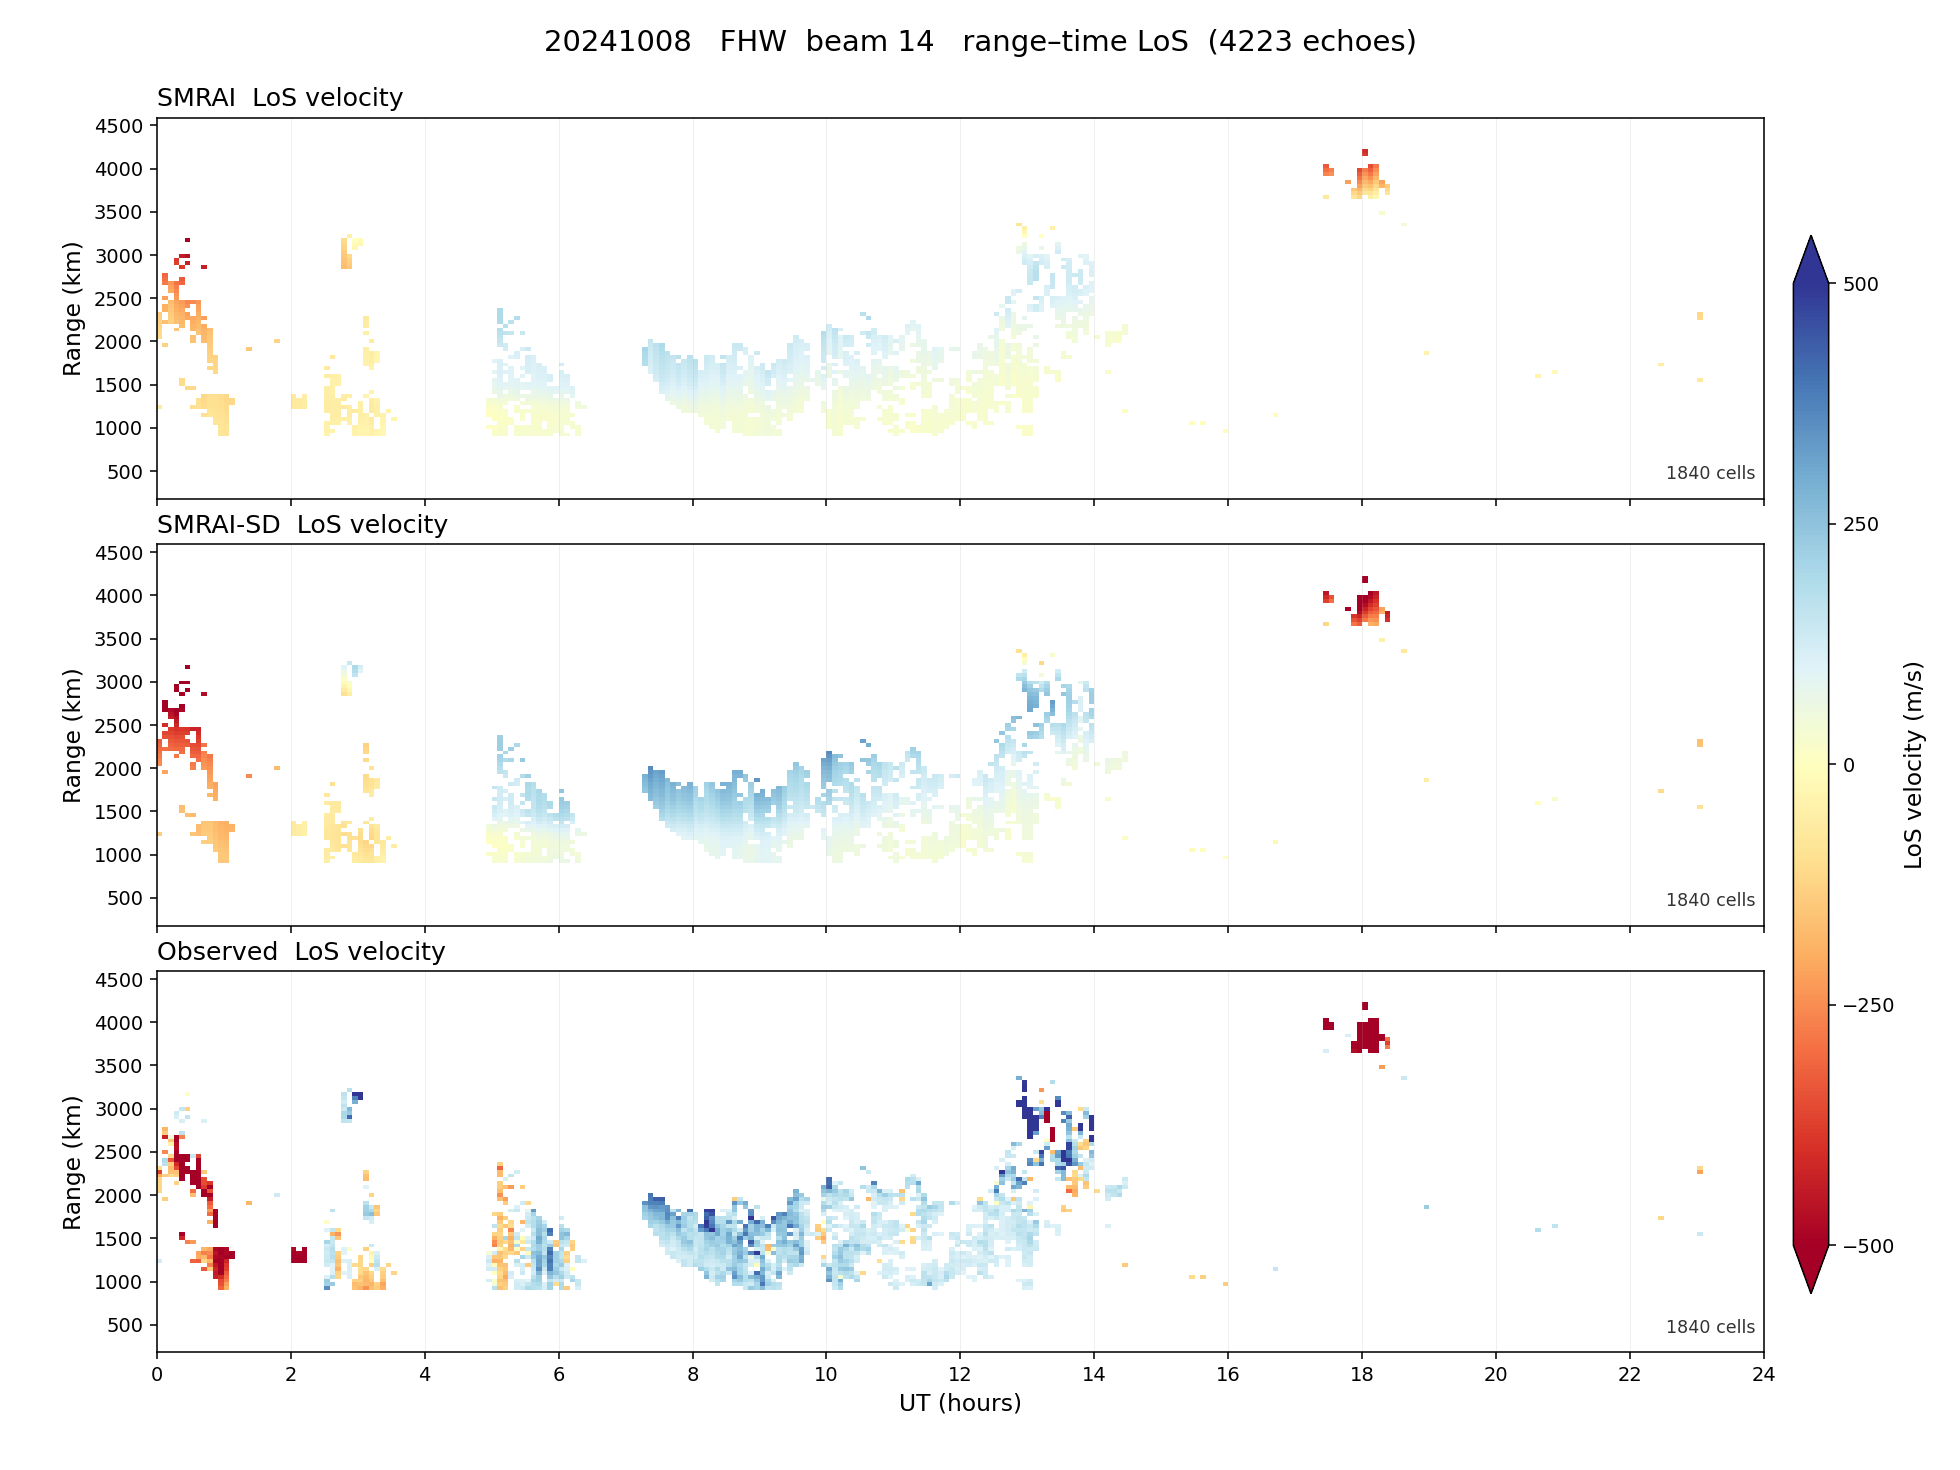 20241008 FHW beam 14 range–time LoS (4223 echoes)
SMRAI LoS velocity
4500
4000
3500
3000
2500
2000
1500
1000
500
Range (km)
1840 cells
SMRAI-SD LoS velocity
4500
4000
3500
3000
2500
2000
1500
1000
500
Range (km)
1840 cells
Observed LoS velocity
4500
4000
3500
3000
2500
2000
1500
1000
500
Range (km)
1840 cells
0 2 4 6 8 10 12 14 16 18 20 22 24
UT (hours)
500
250
0
−250
−500
LoS velocity (m/s)